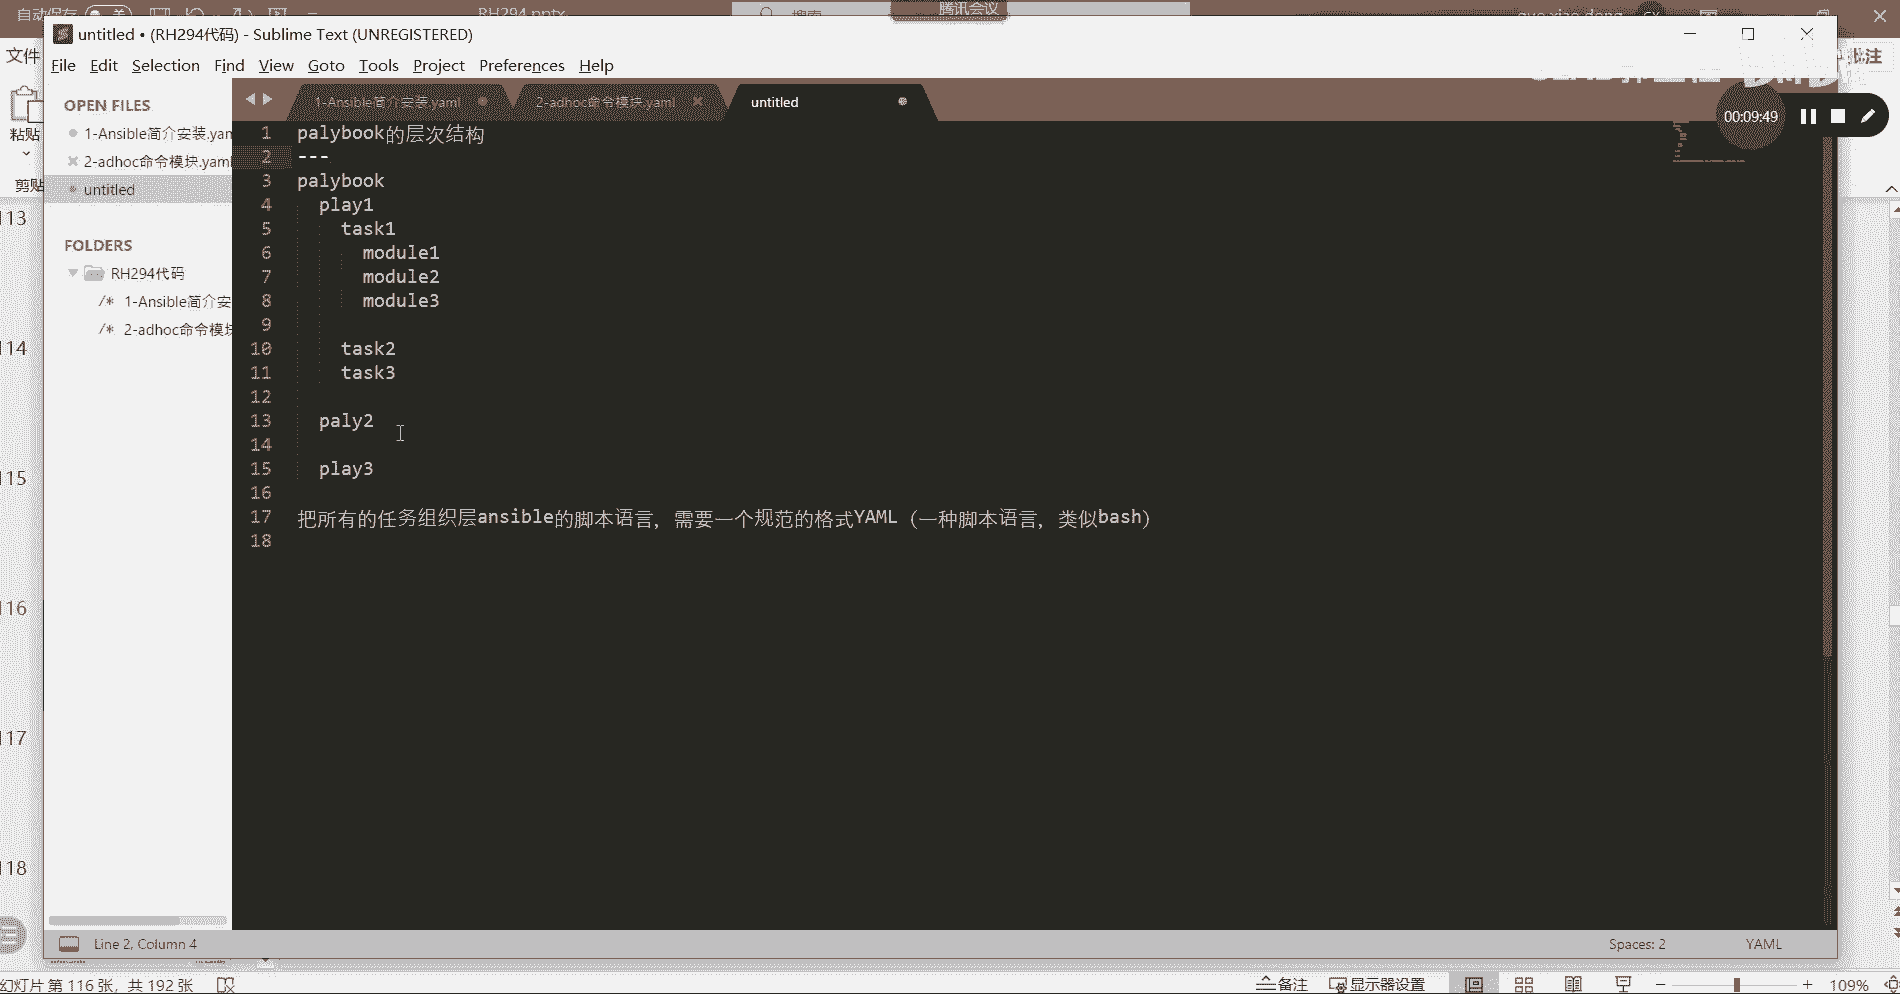 RH294.pptx
腾讯会议
untitled • (RH294代码) - Sublime Text (UNREGISTERED)
文件
File Edit Selection Find View Goto Tools Project Preferences Help
批注
OPEN FILES
1-Ansible简介安装.yaml
2-adhoc命令模块.yaml
untitled
00:09:49
1-Ansible简介安装.yam
2-adhoc命令模块.yaml
untitled
粘贴
剪贴
FOLDERS
RH294代码
/* 1-Ansible简介安
/* 2-adhoc命令模块
1 palybook的层次结构
2 ---
3 palybook
4 play1
5 task1
6 module1
7 module2
8 module3
9
10 task2
11 task3
12
13 paly2
14
15 play3
16
17 把所有的任务组织层ansible的脚本语言，需要一个规范的格式YAML（一种脚本语言，类似bash）
18
113
114
115
116
117
118
Line 2, Column 4
Spaces: 2
YAML
幻灯片 第 116 张，共 192 张
备注
显示器设置
109%